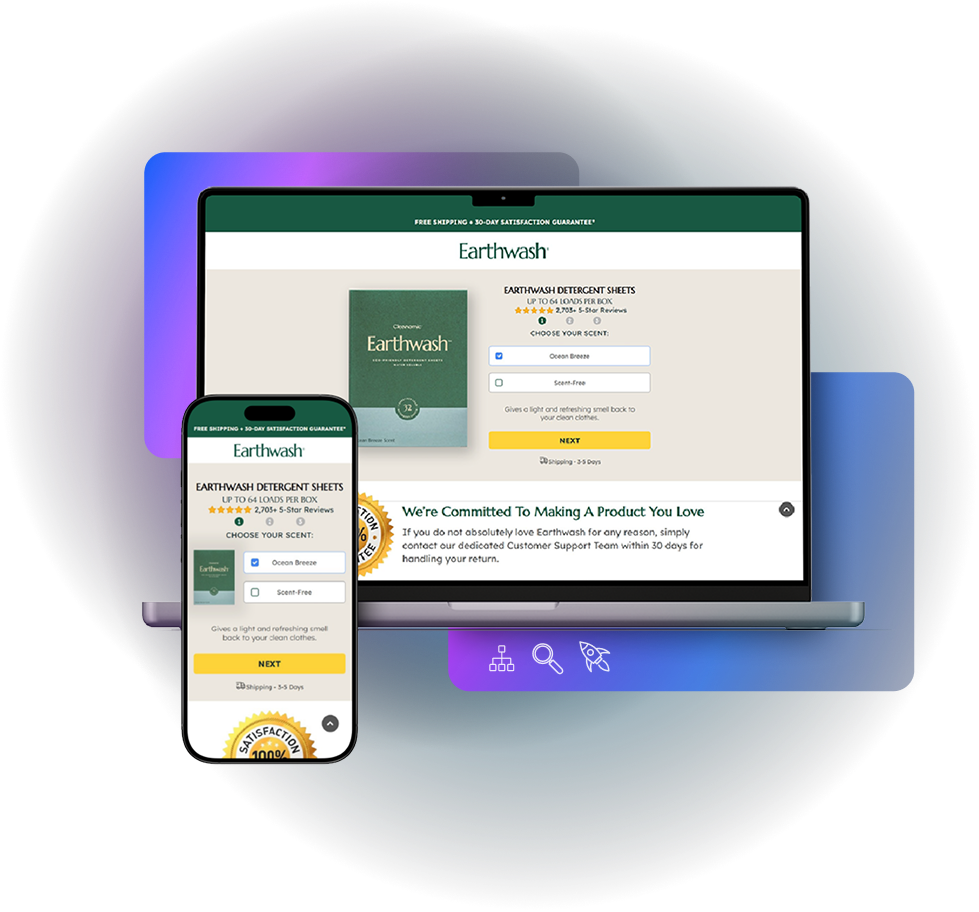 FREE SHIPPING + 30-DAY SATISFACTION GUARANTEE*
Earthwash
EARTHWASH DETERGENT SHEETS
UP TO 64 LOADS PER BOX
2,703+ 5-Star Reviews
1 2 3
CHOOSE YOUR SCENT:
Ocean Breeze
Scent-Free
Gives a light and refreshing smell back to
your clean clothes.
NEXT
Shipping - 3-5 Days
Cleanomic
Earthwash™
ECO-FRIENDLY DETERGENT SHEETS
32
Ocean Breeze Scent
We're Committed To Making A Product You Love
If you do not absolutely love Earthwash for any reason, simply
contact our dedicated Customer Support Team within 30 days for
handling your return.
FREE SHIPPING + 30-DAY SATISFACTION GUARANTEE*
Earthwash
EARTHWASH DETERGENT SHEETS
UP TO 64 LOADS PER BOX
2,703+ 5-Star Reviews
1 2 3
CHOOSE YOUR SCENT:
Earthwash
Ocean Breeze
Scent-Free
Gives a light and refreshing smell
back to your clean clothes.
NEXT
Shipping - 3-5 Days
SATISFACTION
100%